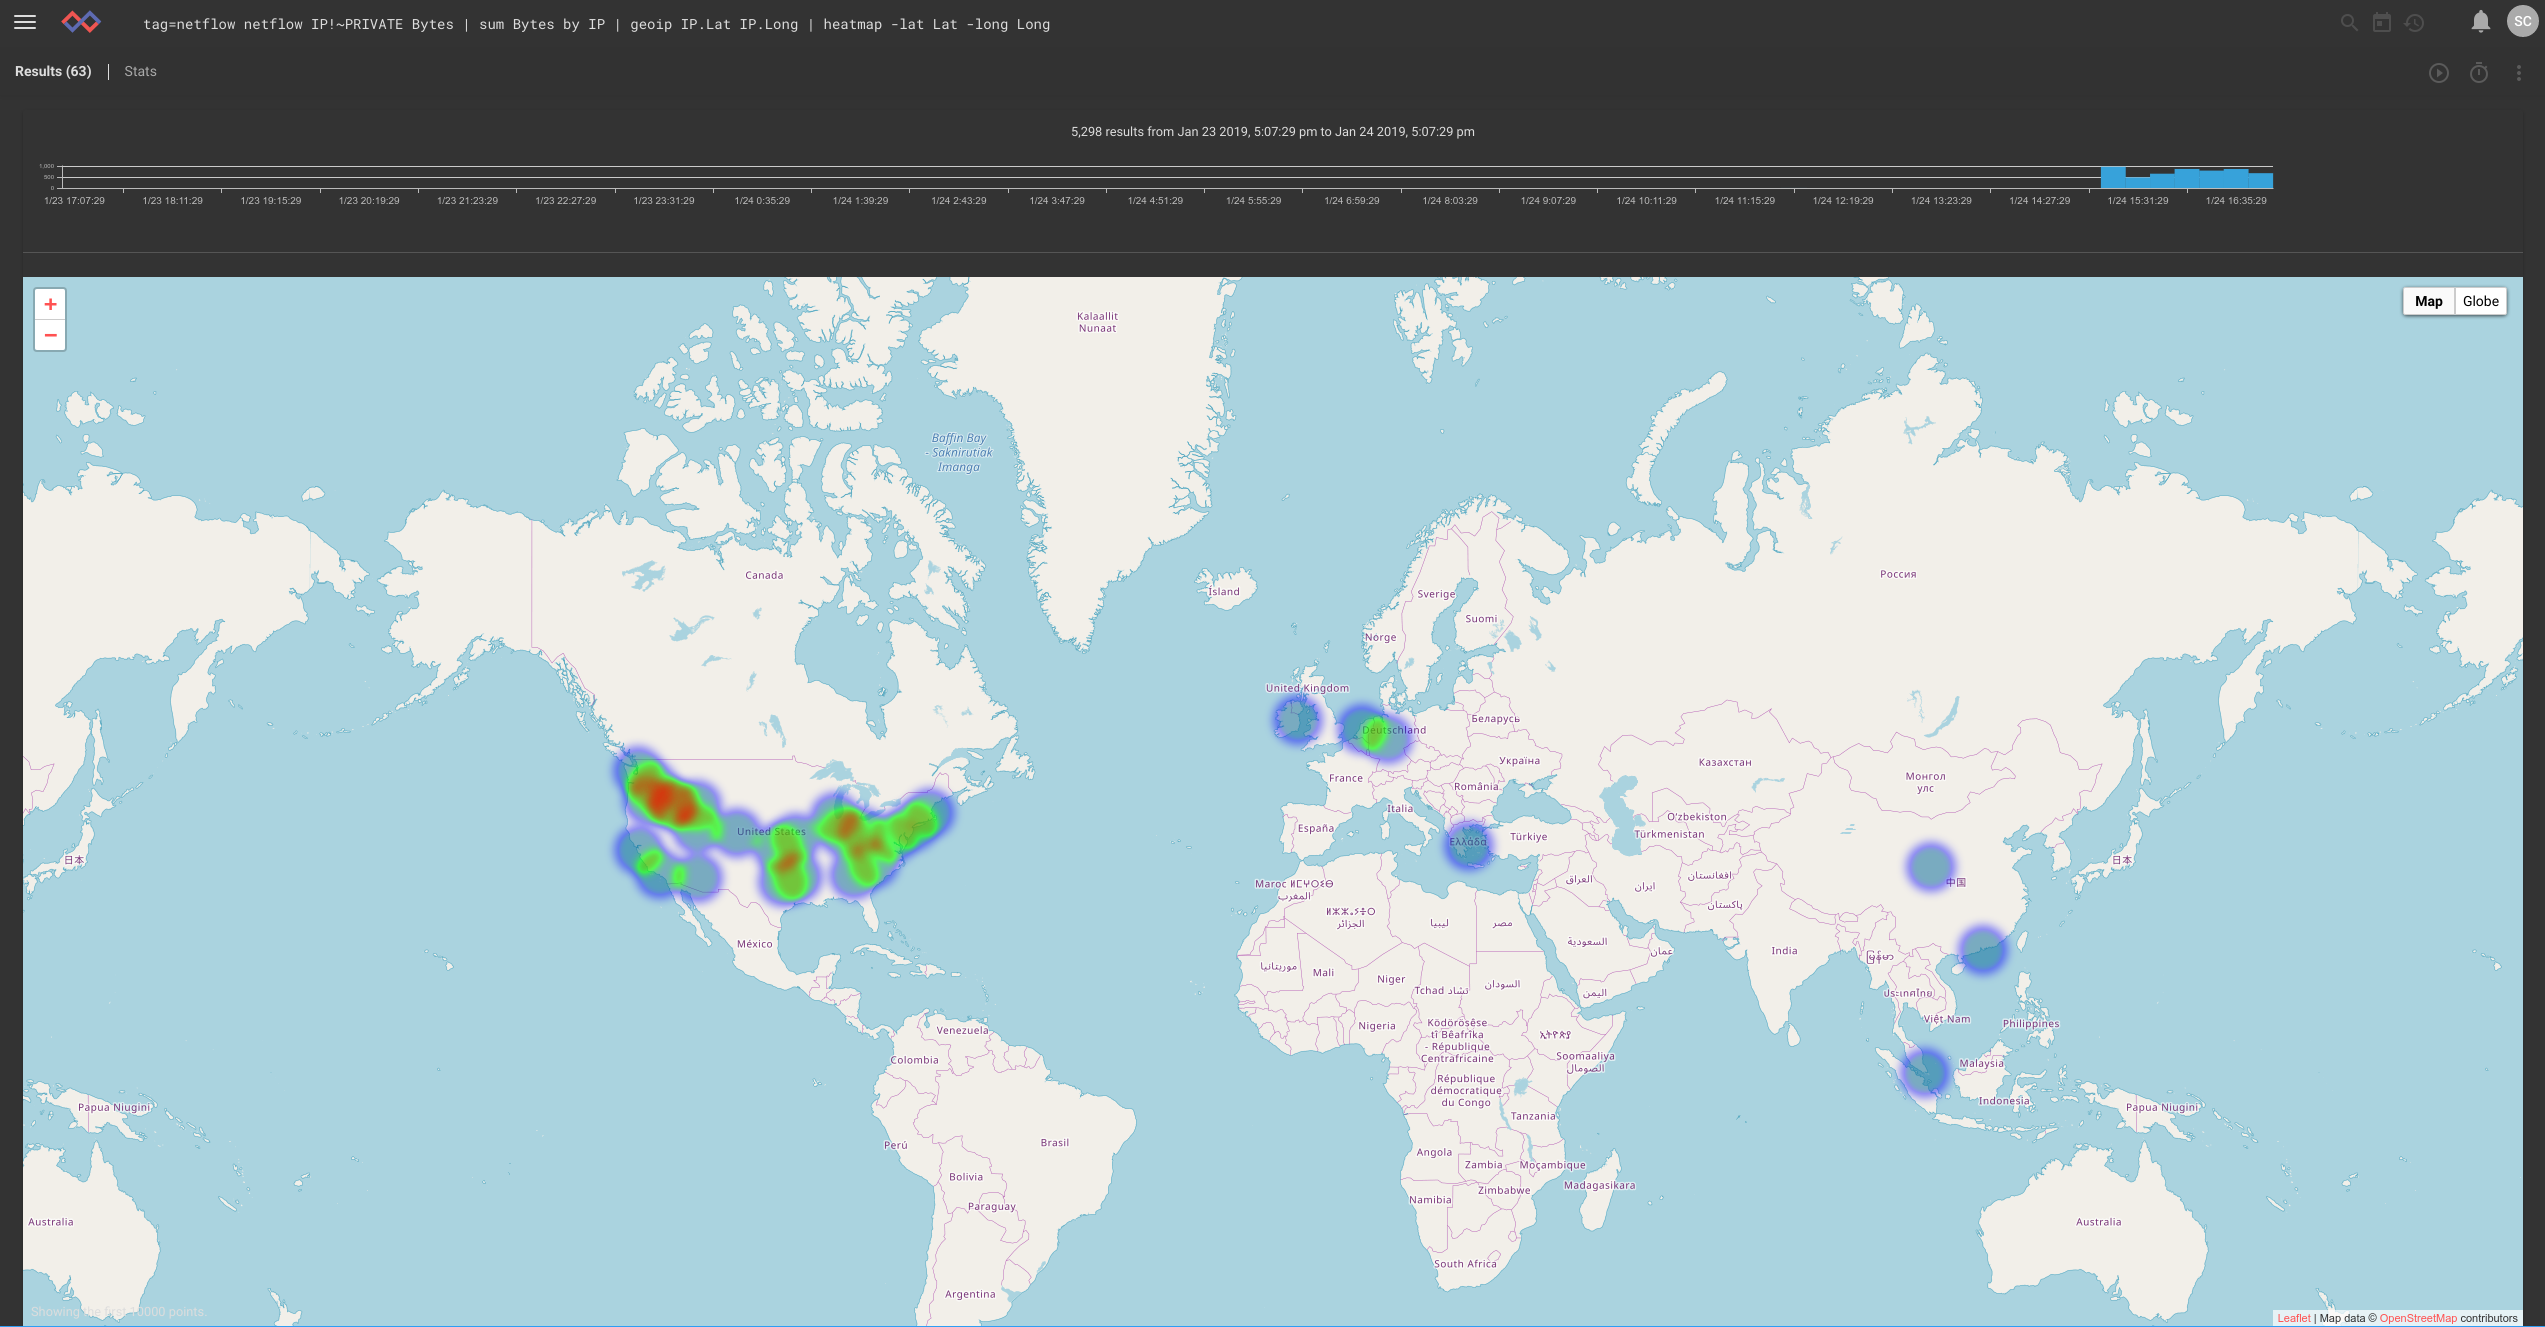 tag=netflow netflow IP!~PRIVATE Bytes | sum Bytes by IP | geoip IP.Lat IP.Long | heatmap -lat Lat -long Long
SC
Results (63) | Stats
5,298 results from Jan 23 2019, 5:07:29 pm to Jan 24 2019, 5:07:29 pm
1,000
500
0
1/23 17:07:29 1/23 18:11:29 1/23 19:15:29 1/23 20:19:29 1/23 21:23:29 1/23 22:27:29 1/23 23:31:29 1/24 0:35:29 1/24 1:39:29 1/24 2:43:29 1/24 3:47:29 1/24 4:51:29 1/24 5:55:29 1/24 6:59:29 1/24 8:03:29 1/24 9:07:29 1/24 10:11:29 1/24 11:15:29 1/24 12:19:29 1/24 13:23:29 1/24 14:27:29 1/24 15:31:29 1/24 16:35:29
+
−
Map Globe
Kalaallit
Nunaat
Baffin Bay
- Saknirutiak
Imanga
Canada
Россия
Ísland
Sverige
Suomi
Norge
United Kingdom
Беларусь
Deutschland
Україна
Казахстан
France
Монгол
улс
România
Italia
O'zbekiston
España
United States
Türkiye
Türkmenistan
Ελλάδα
日本
日本
افغانستان
العراق
ایران
中国
Maroc ⵍⵎⵖⵔⵉⴱ
المغرب
پاکستان
ⵍⵣⵣⴰⵢⴻⵔ
الجزائر
ليبيا
مصر
México
السعودية
عمان
India
မြန်မာ
موريتانيا
Mali
Niger
Tchad تشاد
السودان
اليمن
ประเทศไทย
Việt Nam
Philippines
Venezuela
Nigeria
Ködörösêse
tî Bêafrîka
- République
Centrafricaine
ኢትዮጵያ
Colombia
Soomaaliya
الصومال
Malaysia
République
démocratique
du Congo
Indonesia
Papua Niugini
Papua Niugini
Tanzania
Perú
Brasil
Angola
Zambia
Moçambique
Bolivia
Madagasikara
Zimbabwe
Namibia
Paraguay
Australia
Australia
South Africa
Argentina
Showing the first 10000 points.
Leaflet | Map data © OpenStreetMap contributors